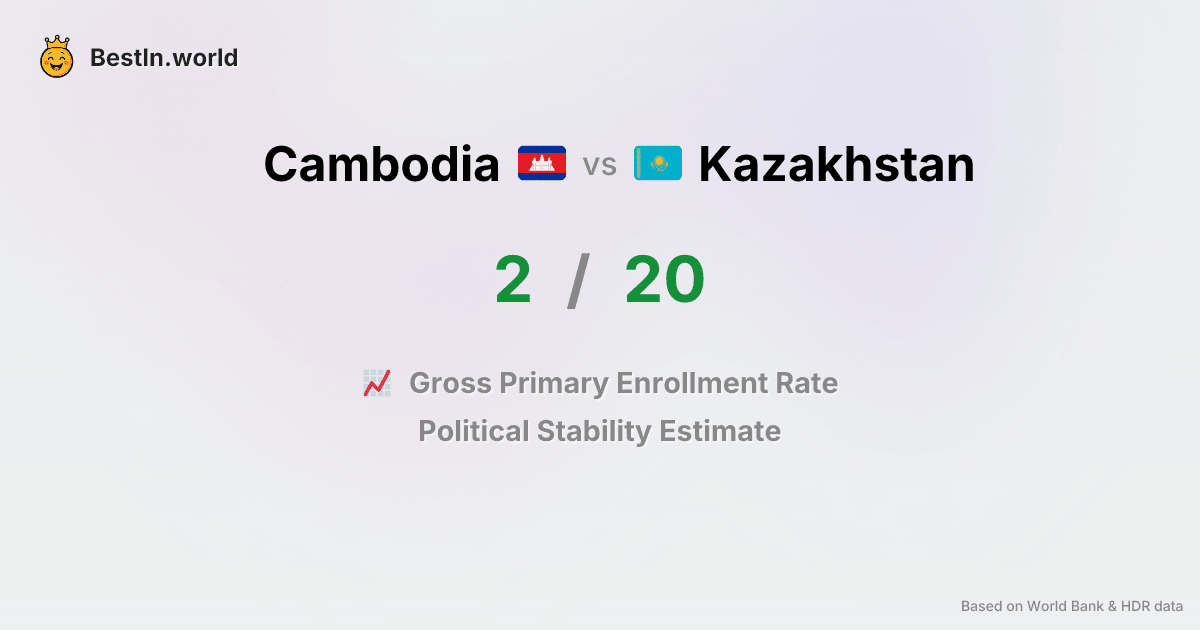 BestIn.world
Cambodia vs Kazakhstan
2 / 20
Gross Primary Enrollment Rate
Political Stability Estimate
Based on World Bank & HDR data